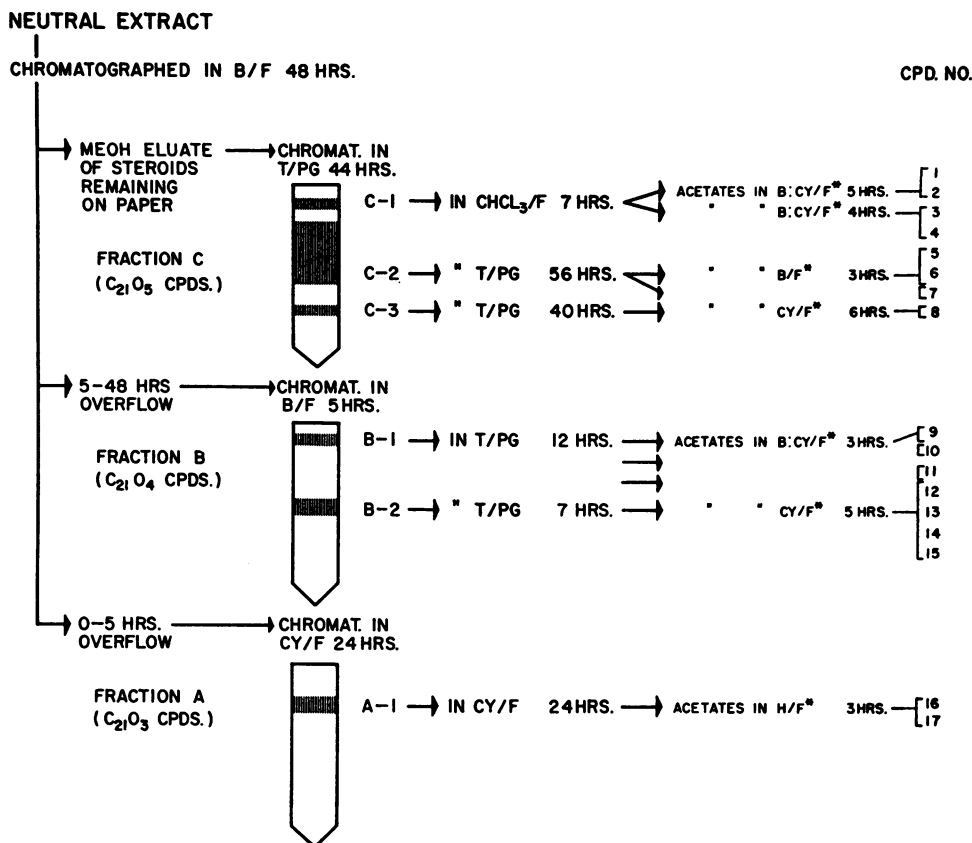 NEUTRAL EXTRACT
CHROMATOGRAPHED IN B/F 48 HRS.
CPD. NO.
MEOH ELUATE
OF STEROIDS
REMAINING
ON PAPER
CHROMAT. IN
T/PG 44 HRS.
FRACTION C
(C21O5 CPDS.)
C-1 IN CHCL3/F 7 HRS. ACETATES IN B:CY/F* 5 HRS. 1
2
" " B:CY/F* 4 HRS. 3
4
C-2 " T/PG 56 HRS. " " B/F* 3 HRS. 5
6
7
C-3 " T/PG 40 HRS. " " CY/F* 6 HRS. 8
5-48 HRS
OVERFLOW
CHROMAT. IN
B/F 5 HRS.
FRACTION B
(C21O4 CPDS.)
B-1 IN T/PG 12 HRS. ACETATES IN B:CY/F* 3 HRS. 9
10
11
12
B-2 " T/PG 7 HRS. " " CY/F* 5 HRS. 13
14
15
0-5 HRS.
OVERFLOW
CHROMAT. IN
CY/F 24 HRS.
FRACTION A
(C21O3 CPDS.)
A-1 IN CY/F 24 HRS. ACETATES IN H/F* 3 HRS. 16
17